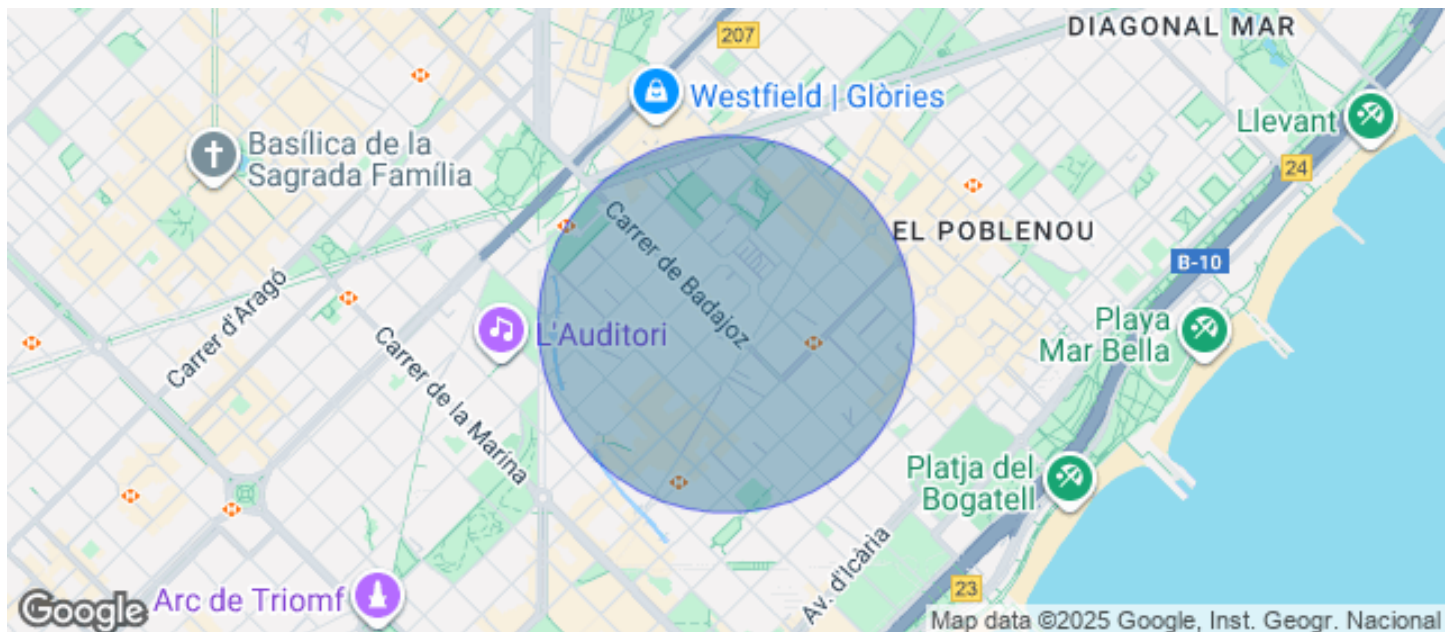 DIAGONAL MAR
207
Westfield | Glòries
Llevant
Basílica de la
Sagrada Família
24
Carrer de Badajoz
EL POBLENOU
B-10
Carrer d'Aragó
L'Auditori
Playa
Mar Bella
Carrer de la Marina
Platja del
Bogatell
Av. d'Icària
23
Google
Arc de Triomf
Map data ©2025 Google, Inst. Geogr. Nacional